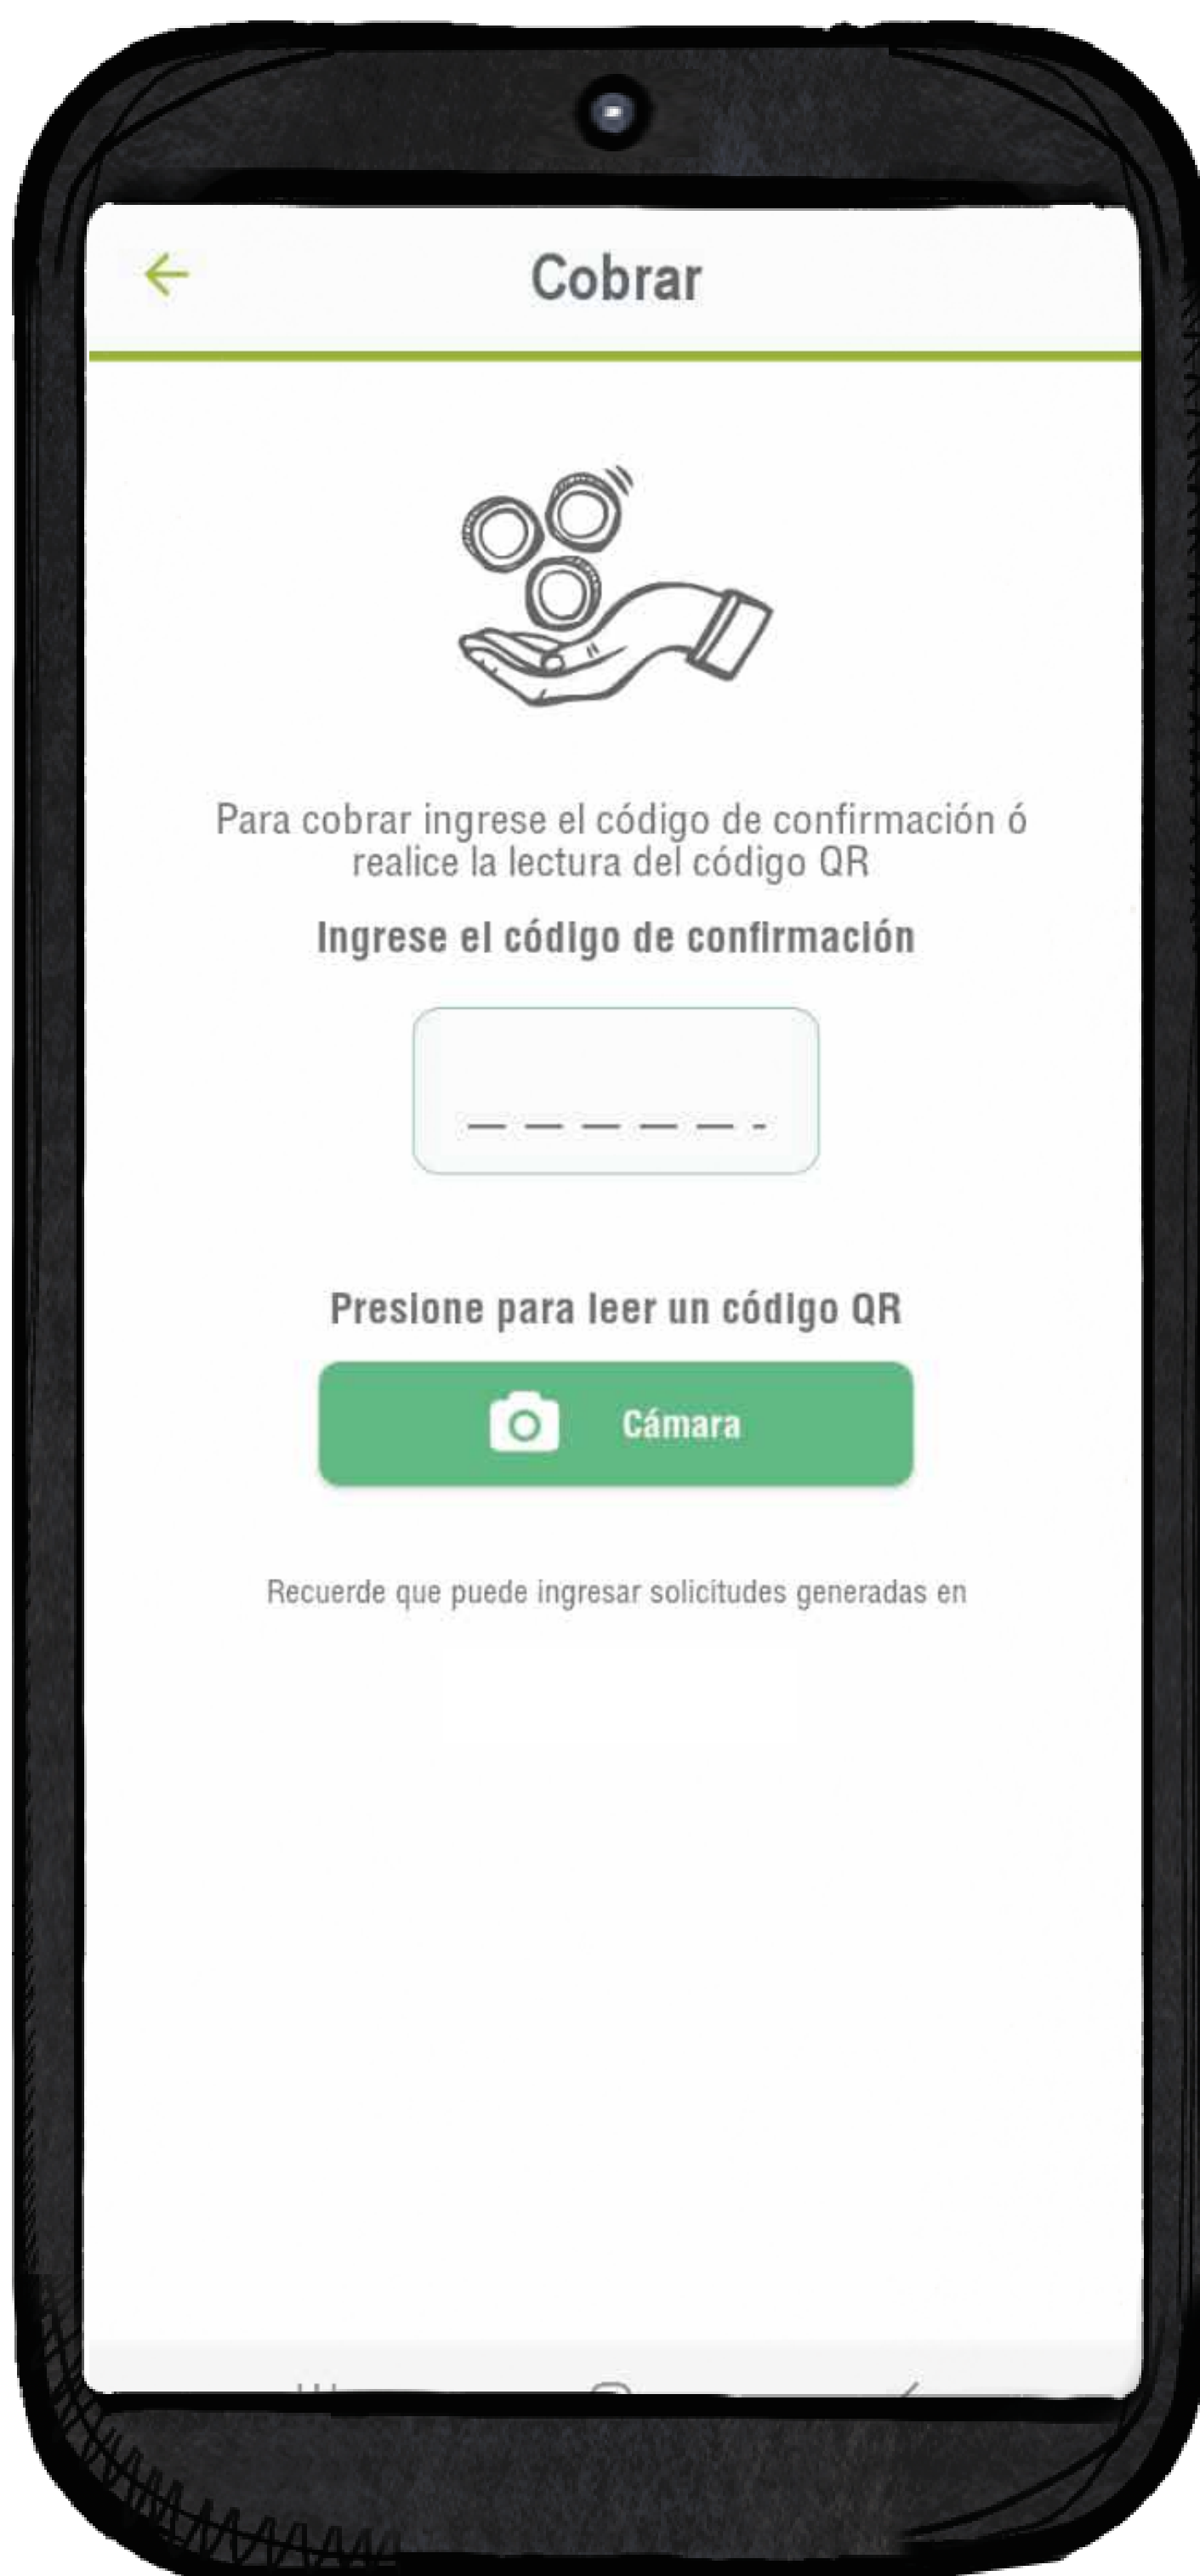 Cobrar
Para cobrar ingrese el código de confirmación ó
realice la lectura del código QR
Ingrese el código de confirmación
Presione para leer un código QR
Cámara
Recuerde que puede ingresar solicitudes generadas en